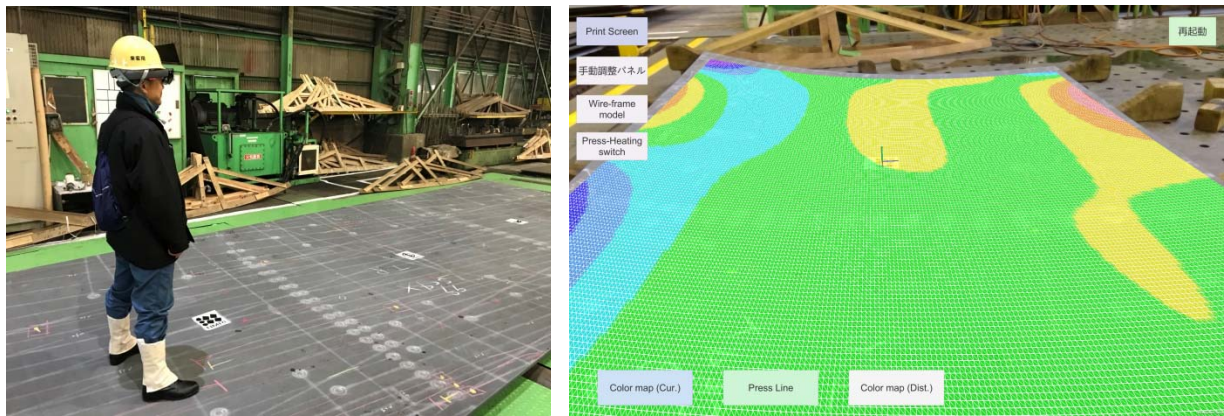 Print Screen
手動調整パネル
Wire-frame
model
Press-Heating
switch
再起動
Color map (Cur.)
Press Line
Color map (Dist.)